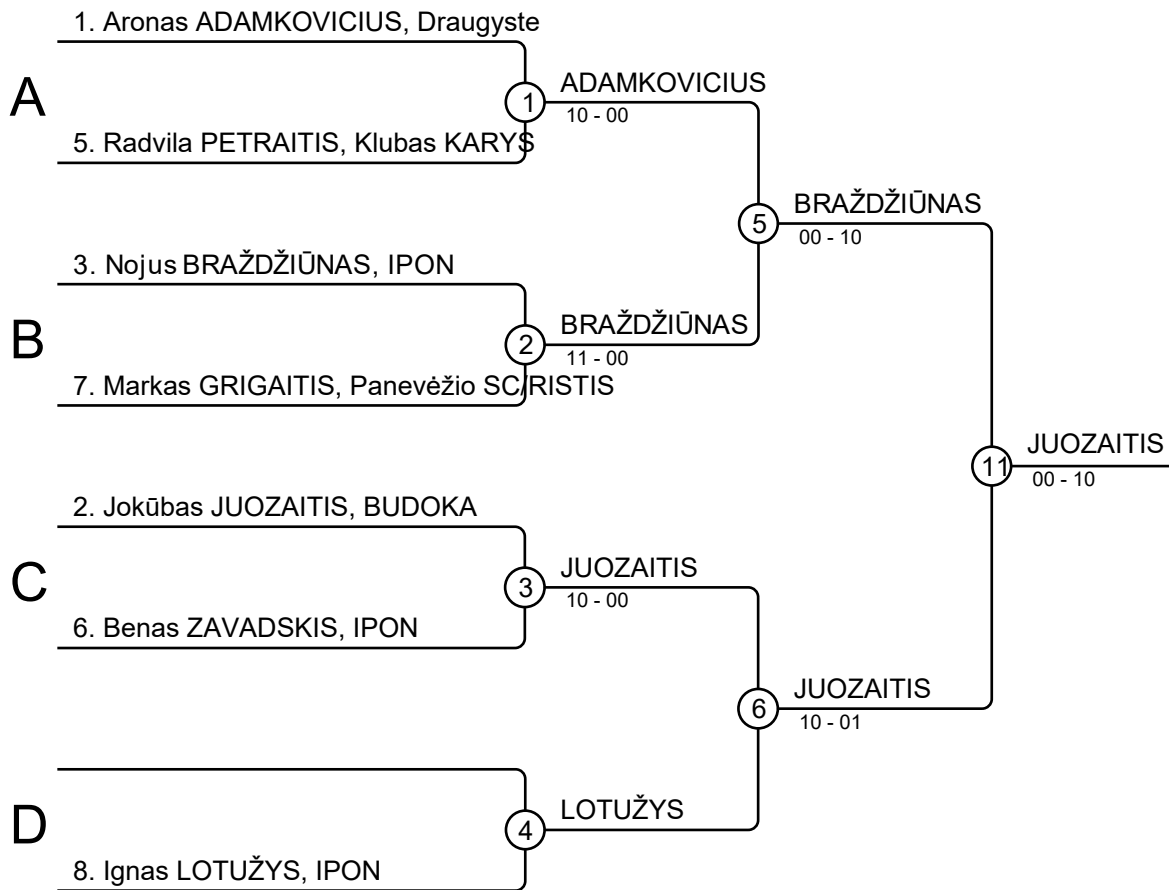 1. Aronas ADAMKOVICIUS, Draugyste
A
1
ADAMKOVICIUS
10 - 00
5. Radvila PETRAITIS, Klubas KARYS
5
BRAŽDŽIŪNAS
00 - 10
3. Nojus BRAŽDŽIŪNAS, IPON
B
2
BRAŽDŽIŪNAS
11 - 00
7. Markas GRIGAITIS, Panevėžio SC/RISTIS
11
JUOZAITIS
00 - 10
2. Jokūbas JUOZAITIS, BUDOKA
C
3
JUOZAITIS
10 - 00
6. Benas ZAVADSKIS, IPON
6
JUOZAITIS
10 - 01
D
4
LOTUŽYS
8. Ignas LOTUŽYS, IPON